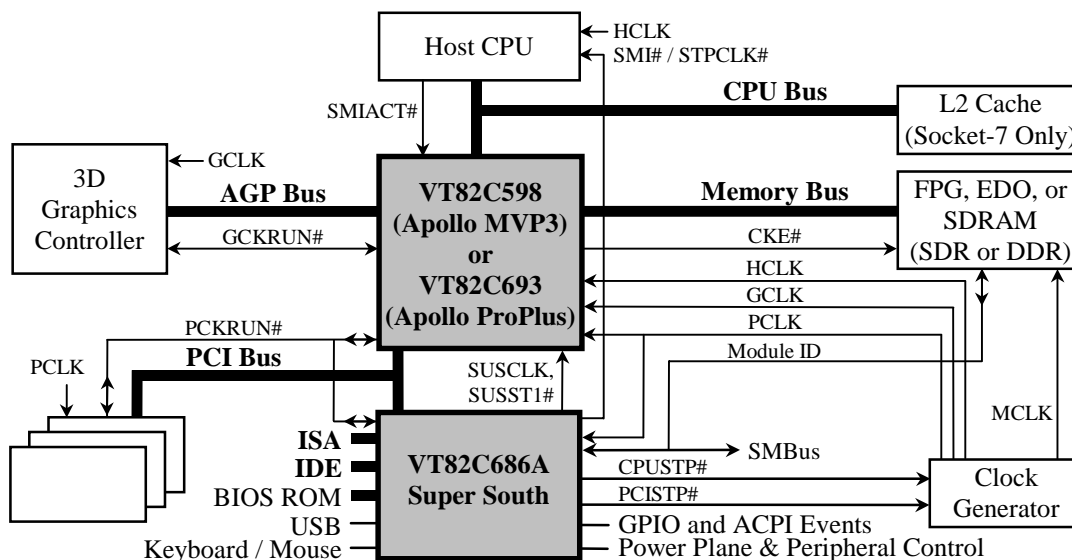 Host CPU
HCLK
SMI# / STPCLK#
SMIACT#
CPU Bus
L2 Cache
(Socket-7 Only)
3D
Graphics
Controller
GCLK
AGP Bus
GCKRUN#
VT82C598
(Apollo MVP3)
or
VT82C693
(Apollo ProPlus)
Memory Bus
FPG, EDO, or
SDRAM
(SDR or DDR)
CKE#
HCLK
GCLK
PCLK
Module ID
PCKRUN#
PCI Bus
PCLK
SUSCLK,
SUSST1#
MCLK
ISA
IDE
BIOS ROM
USB
Keyboard / Mouse
VT82C686A
Super South
SMBus
CPUSTP#
PCISTP#
Clock
Generator
GPIO and ACPI Events
Power Plane & Peripheral Control